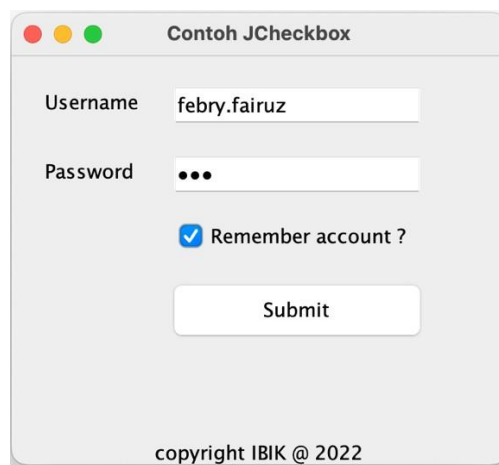 Contoh JCheckbox
Username febry.fairuz
Password •••
Remember account ?
Submit
copyright IBIK @ 2022